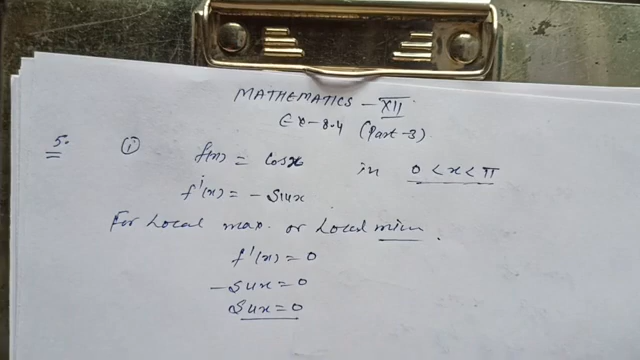 MATHEMATICS - XII
Ex-8.4 (Part-3)
5. (i) f(x) = cosx in 0 < x < π
f'(x) = - Sinx
For Local max. or Local mim.
f'(x) = 0
-Sinx = 0
Sinx = 0